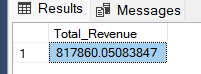 Results Messages
Total_Revenue
1 817860.05083847